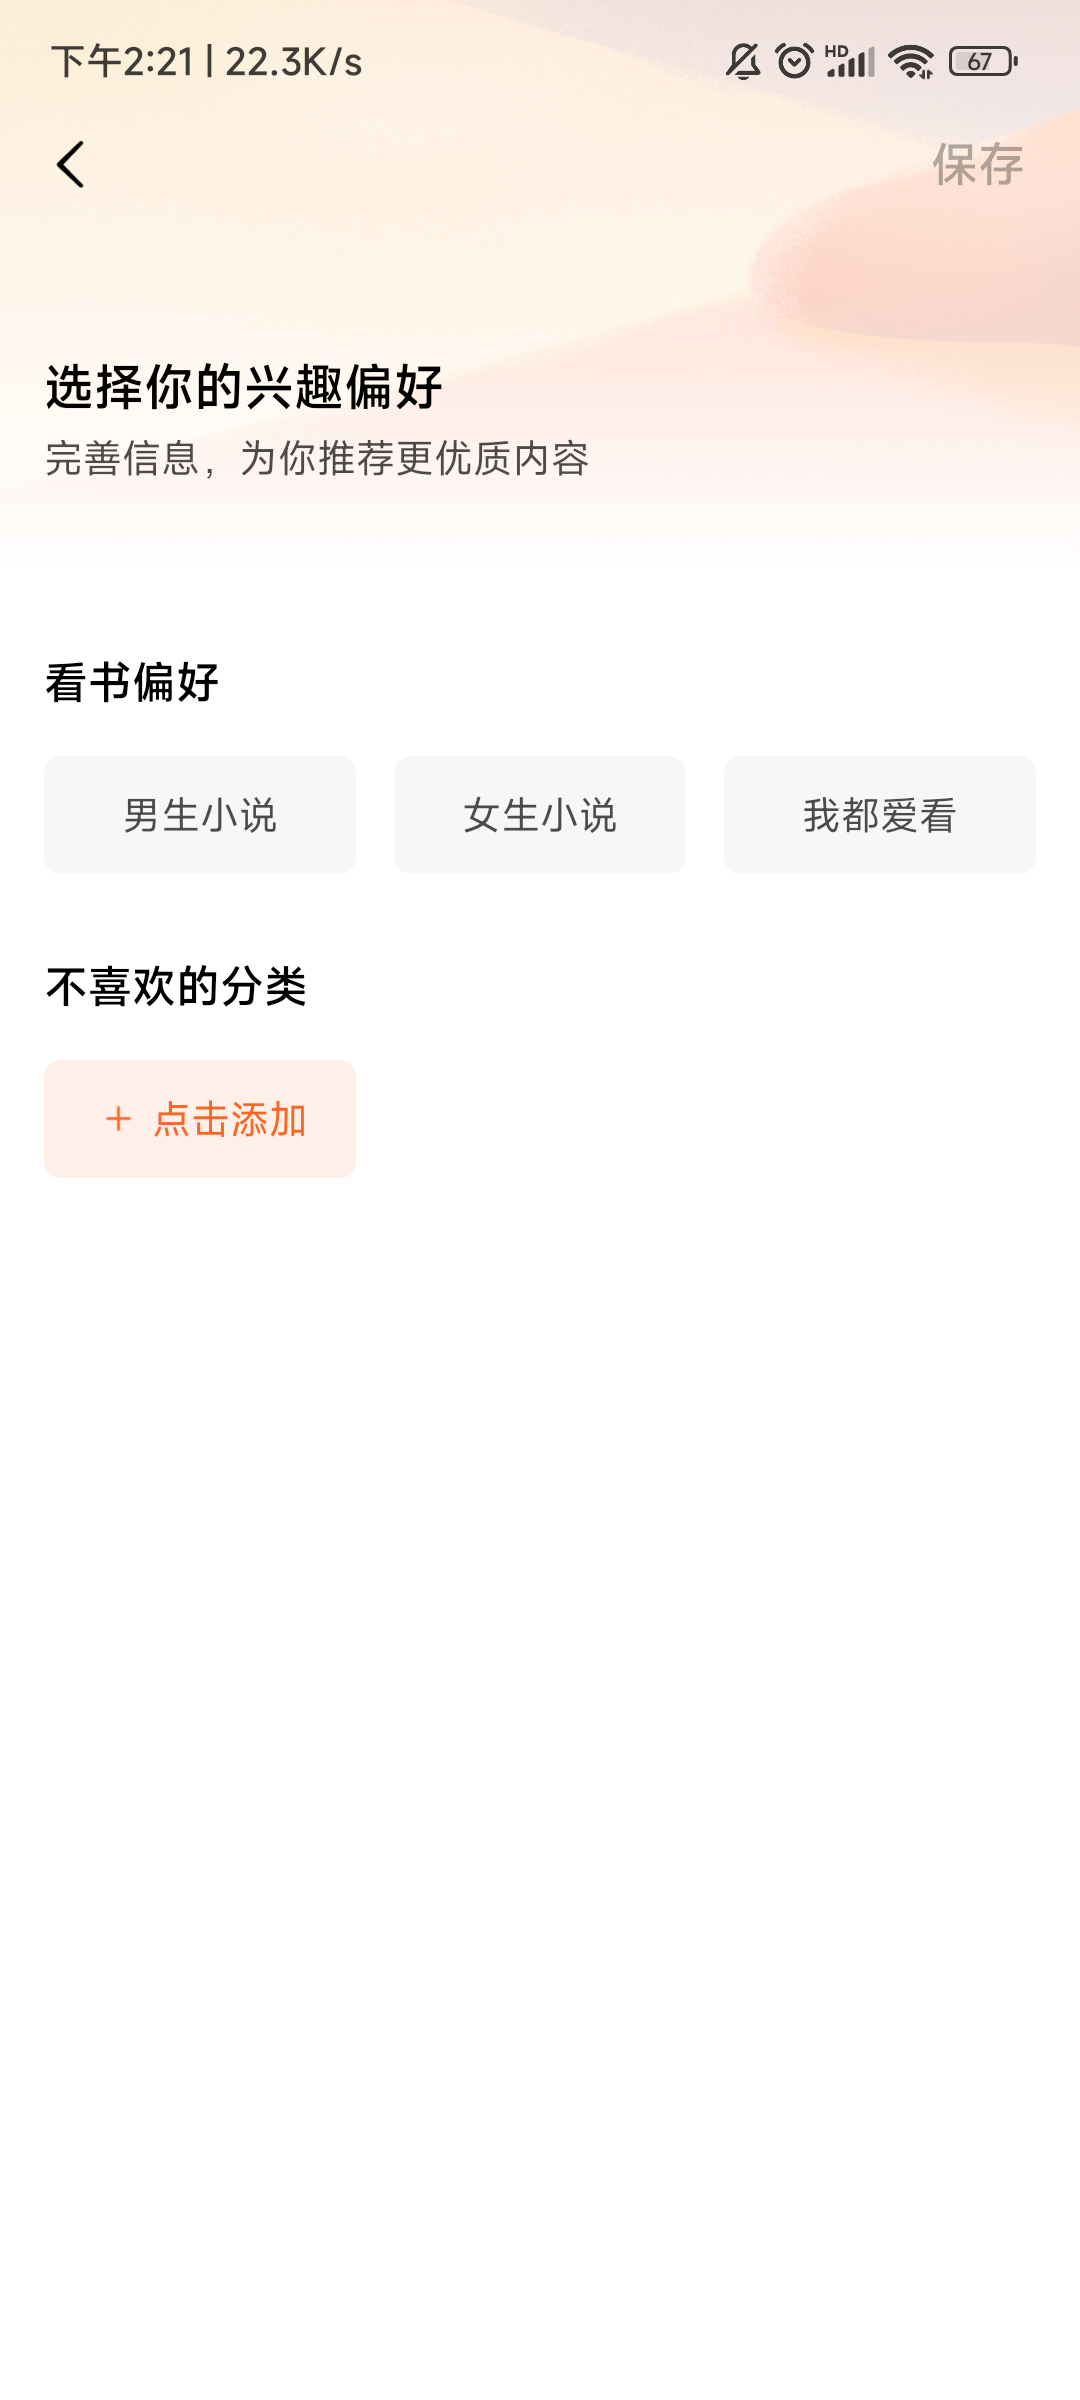 下午2:21 | 22.3K/s HD 67
保存
选择你的兴趣偏好
完善信息，为你推荐更优质内容
看书偏好
男生小说 女生小说 我都爱看
不喜欢的分类
+ 点击添加